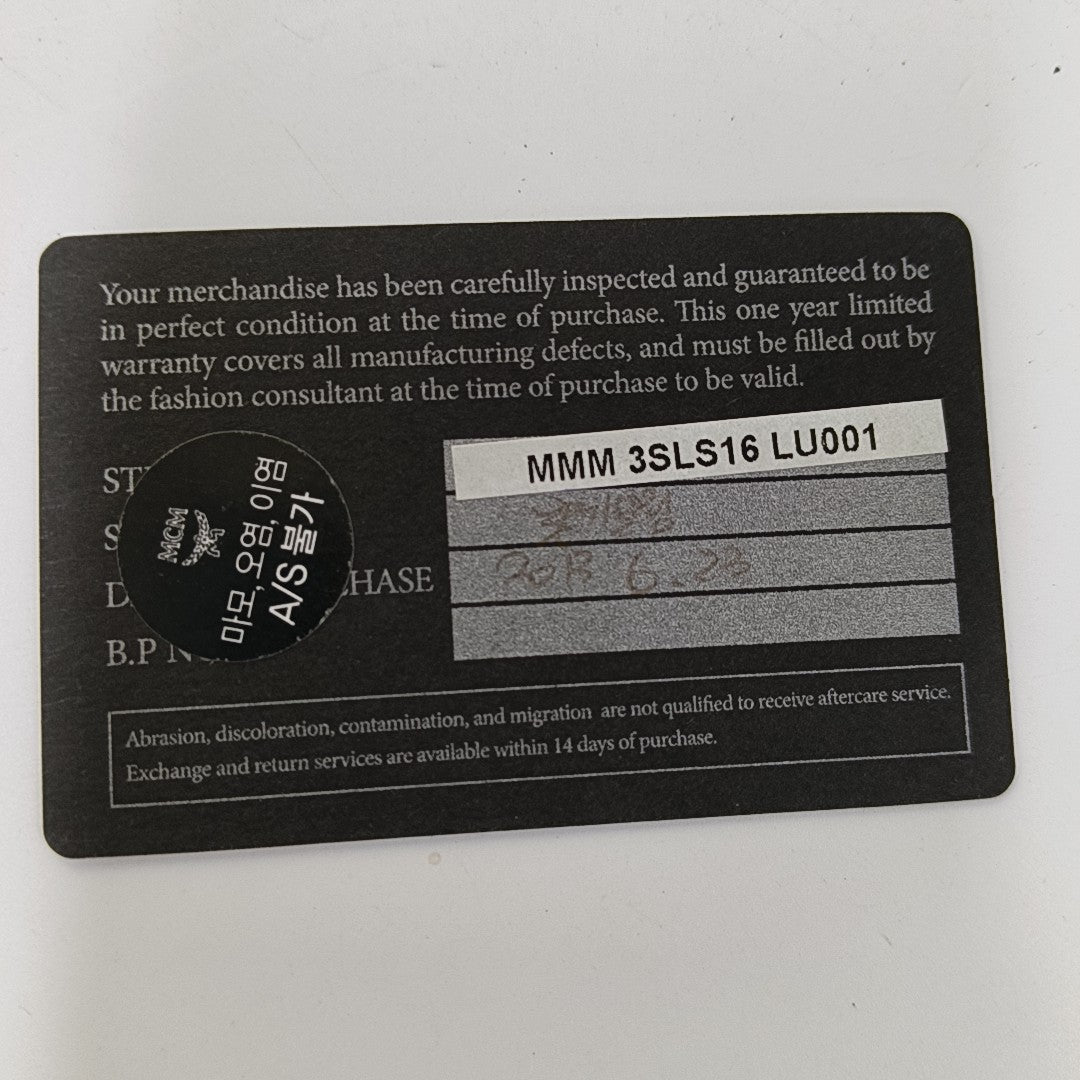 Your merchandise has been carefully inspected and guaranteed to be
in perfect condition at the time of purchase. This one year limited
warranty covers all manufacturing defects, and must be filled out by
the fashion consultant at the time of purchase to be valid.
MMM 3SLS16 LU001
MCM
마모, 오염, 이염
A/S 불가
HASE
B.P
Abrasion, discoloration, contamination, and migration are not qualified to receive aftercare service.
Exchange and return services are available within 14 days of purchase.